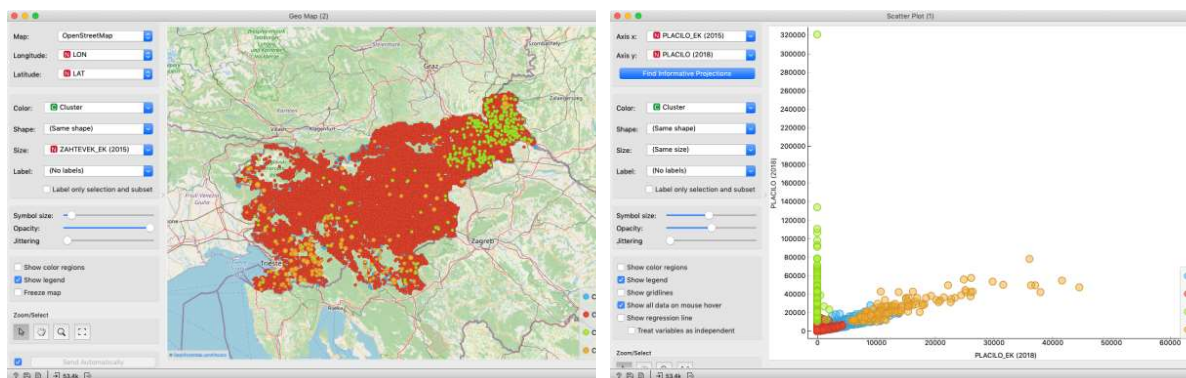 Geo Map (2)
Map: OpenStreetMap
Longitude: N LON
Latitude: N LAT
Color: C Cluster
Shape: (Same shape)
Size: N ZAHTEVEK_EK (2015)
Label: (No labels)
Label only selection and subset
Symbol size:
Opacity:
Jittering
Show color regions
Show legend
Freeze map
Zoom/Select
Send Automatically
53.4k
Graz
Klagenfurt
Zagreb
Trieste
Rijeka
C
C
C
C
Scatter Plot (1)
Axis x: N PLACILO_EK (2015)
Axis y: N PLACILO (2018)
Find Informative Projections
Color: C Cluster
Shape: (Same shape)
Size: (Same size)
Label: (No labels)
Label only selection and subset
Symbol size:
Opacity:
Jittering
Show color regions
Show legend
Show gridlines
Show all data on mouse hover
Show regression line
Treat variables as independent
Zoom/Select
53.4k
PLACILO (2018)
320000
300000
280000
260000
240000
220000
200000
180000
160000
140000
120000
100000
80000
60000
40000
20000
0
0 10000 20000 30000 40000 50000 60000
PLACILO_EK (2018)